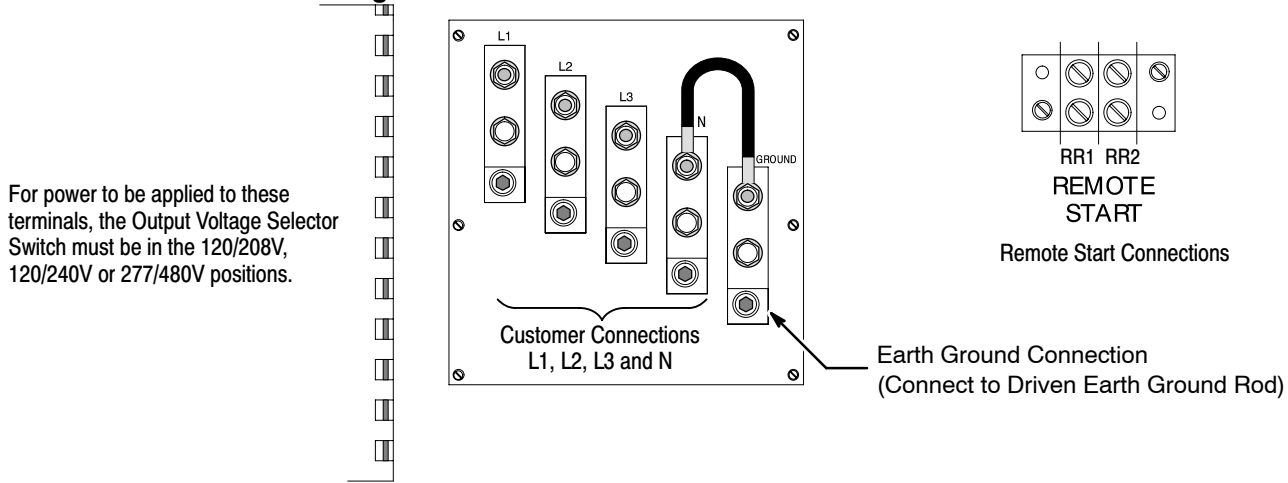 For power to be applied to these
terminals, the Output Voltage Selector
Switch must be in the 120/208V,
120/240V or 277/480V positions.
L1
L2
L3
N
GROUND
Customer Connections
L1, L2, L3 and N
RR1 RR2
REMOTE
START
Remote Start Connections
Earth Ground Connection
(Connect to Driven Earth Ground Rod)